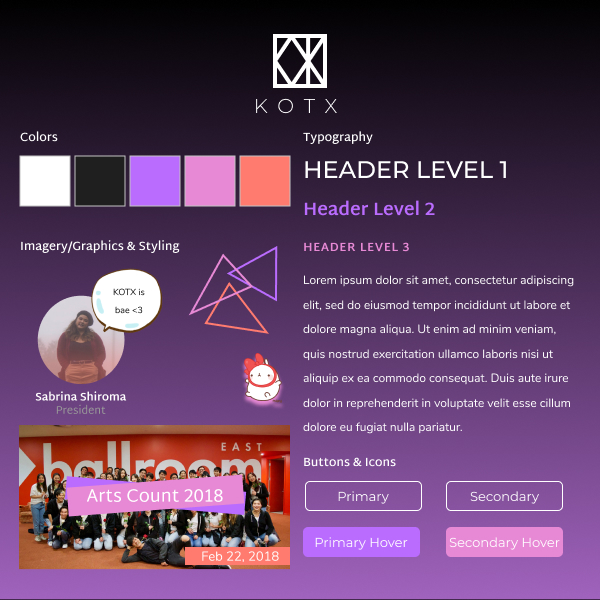 KOTX
Colors
Typography
HEADER LEVEL 1
Header Level 2
Imagery/Graphics & Styling
HEADER LEVEL 3
KOTX is
bae <3
Sabrina Shiroma
President
Lorem ipsum dolor sit amet, consectetur adipiscing
elit, sed do eiusmod tempor incididunt ut labore et
dolore magna aliqua. Ut enim ad minim veniam,
quis nostrud exercitation ullamco laboris nisi ut
aliquip ex ea commodo consequat. Duis aute irure
dolor in reprehenderit in voluptate velit esse cillum
dolore eu fugiat nulla pariatur.
EAST
ballroom
Arts Count 2018
Feb 22, 2018
Buttons & Icons
Primary
Secondary
Primary Hover
Secondary Hover